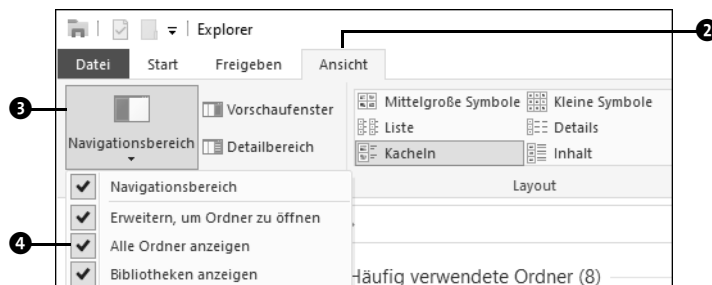 Explorer
2
Datei Start Freigeben Ansicht
3
Navigationsbereich
Vorschaufenster
Detailbereich
Mittelgroße Symbole Kleine Symbole
Liste Details
Kacheln Inhalt
Layout
Navigationsbereich
Erweitern, um Ordner zu öffnen
4
Alle Ordner anzeigen
Bibliotheken anzeigen
Häufig verwendete Ordner (8)